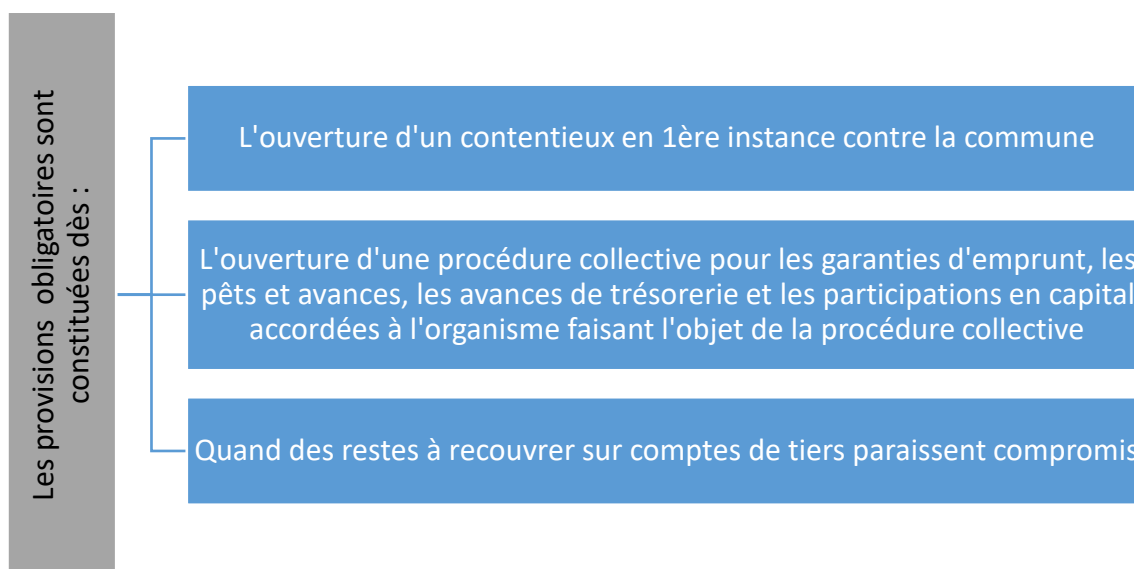 Les provisions obligatoires sont
constituées dès :
L'ouverture d'un contentieux en 1ère instance contre la commune
L'ouverture d'une procédure collective pour les garanties d'emprunt, les
pêts et avances, les avances de trésorerie et les participations en capital
accordées à l'organisme faisant l'objet de la procédure collective
Quand des restes à recouvrer sur comptes de tiers paraissent compromis